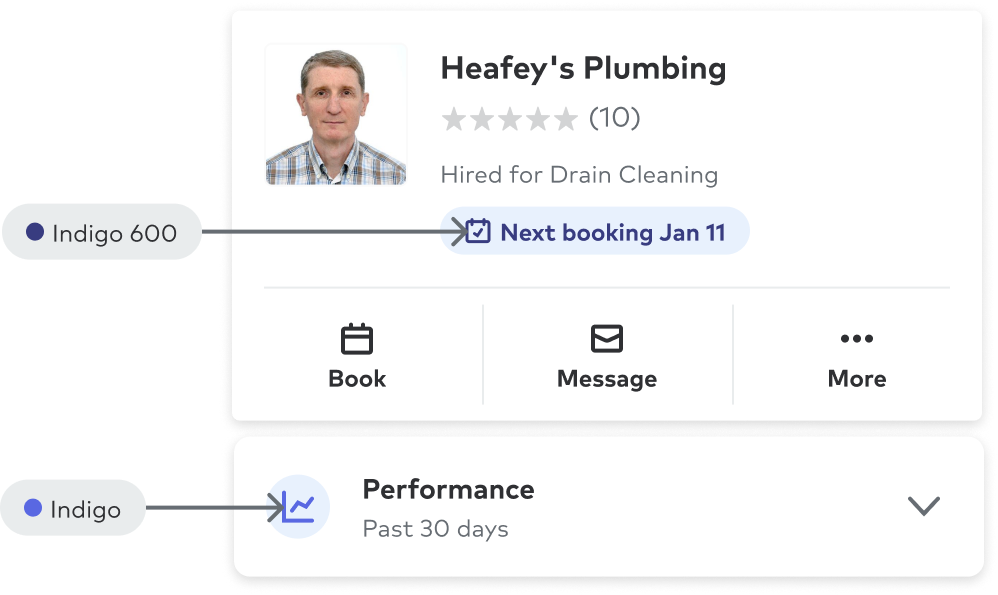 Heafey's Plumbing
(10)
Hired for Drain Cleaning
Indigo 600
Next booking Jan 11
Book
Message
More
Indigo
Performance
Past 30 days